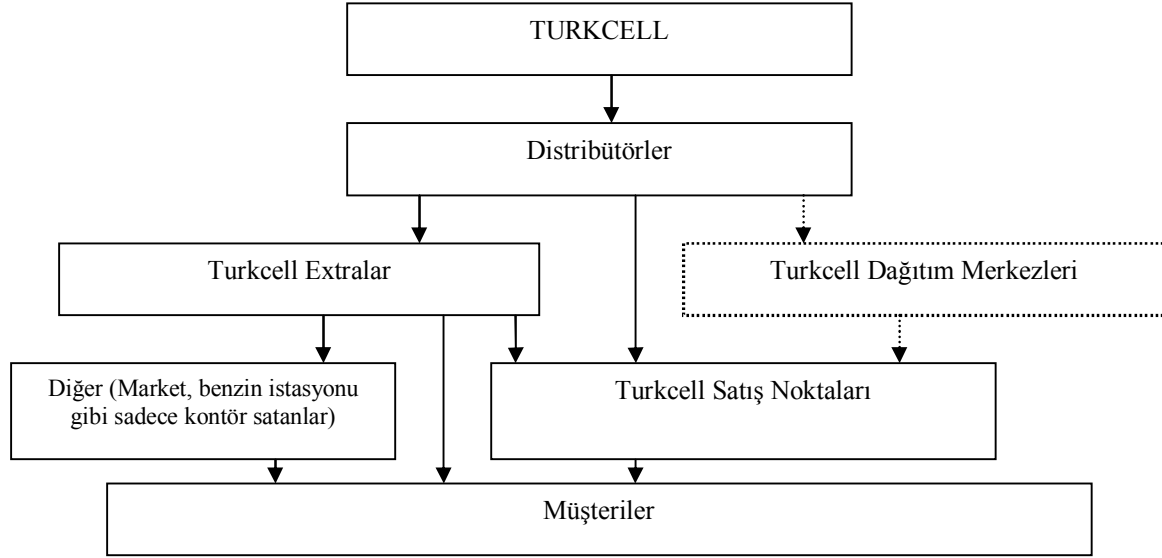 TURKCELL
Distribütörler
Turkcell Extralar
Turkcell Dağıtım Merkezleri
Diğer (Market, benzin istasyonu
gibi sadece kontör satanlar)
Turkcell Satış Noktaları
Müşteriler